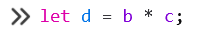 ≫ let d = b * c;